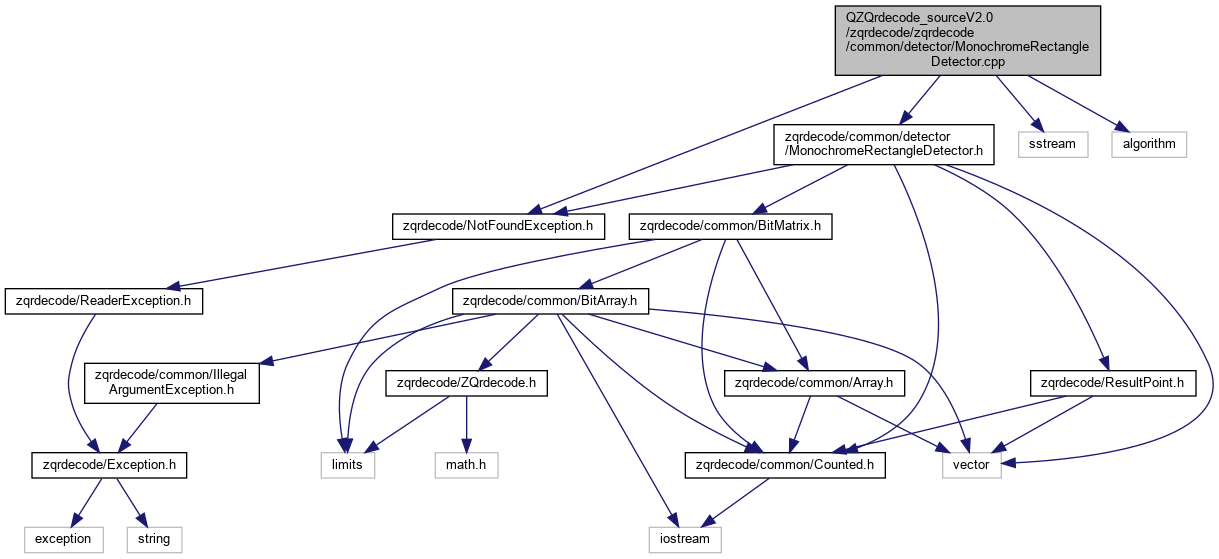 QZQrdecode_sourceV2.0
/zqrdecode/zqrdecode
/common/detector/MonochromeRectangle
Detector.cpp
zqrdecode/common/detector
/MonochromeRectangleDetector.h
sstream
algorithm
zqrdecode/NotFoundException.h
zqrdecode/common/BitMatrix.h
zqrdecode/ReaderException.h
zqrdecode/common/BitArray.h
zqrdecode/common/Illegal
ArgumentException.h
zqrdecode/ZQrdecode.h
zqrdecode/common/Array.h
zqrdecode/ResultPoint.h
zqrdecode/Exception.h
limits
math.h
zqrdecode/common/Counted.h
vector
exception
string
iostream